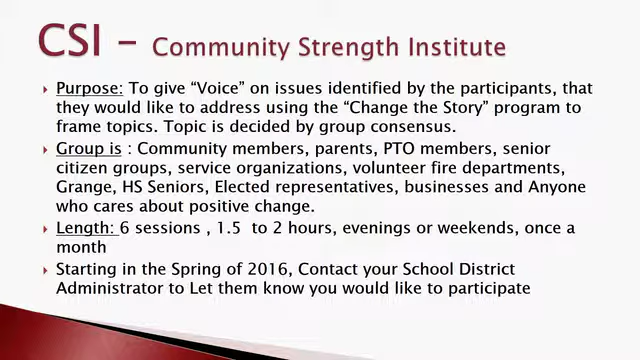 CSI – Community Strength Institute
Purpose: To give “Voice” on issues identified by the participants, that
they would like to address using the “Change the Story” program to
frame topics. Topic is decided by group consensus.
Group is : Community members, parents, PTO members, senior
citizen groups, service organizations, volunteer fire departments,
Grange, HS Seniors, Elected representatives, businesses and Anyone
who cares about positive change.
Length: 6 sessions , 1.5 to 2 hours, evenings or weekends, once a
month
Starting in the Spring of 2016, Contact your School District
Administrator to Let them know you would like to participate